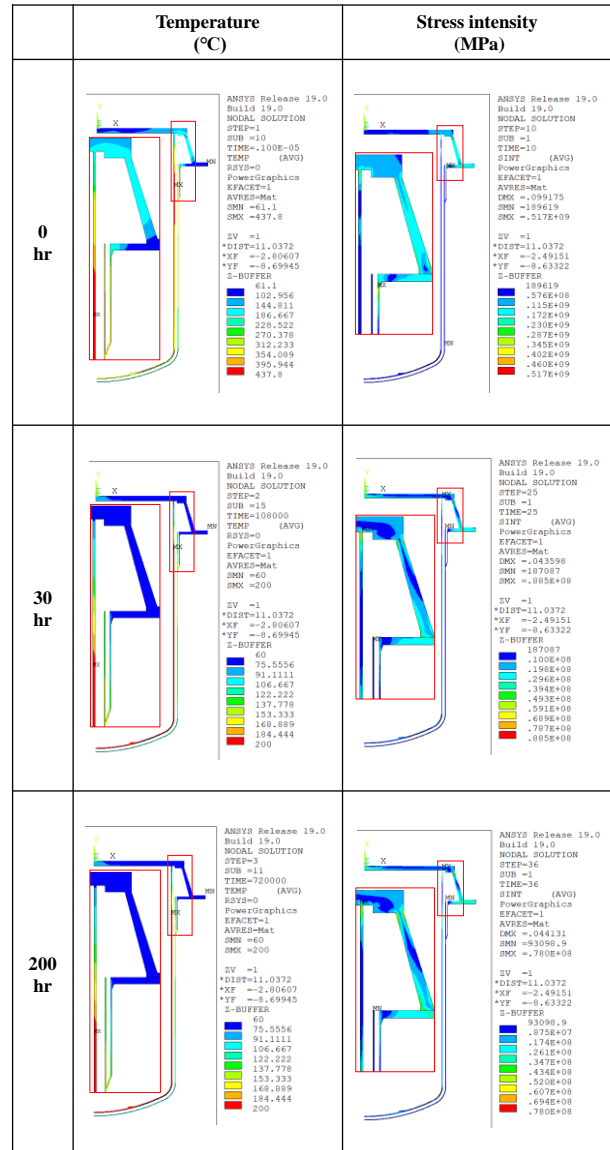 Temperature
(°C)
Stress intensity
(MPa)
0
hr
Y
X
MN
MX
MX
ANSYS Release 19.0
Build 19.0
NODAL SOLUTION
STEP=1
SUB =10
TIME=.100E-05
TEMP (AVG)
RSYS=0
PowerGraphics
EFACET=1
AVRES=Mat
SMN =61.1
SMX =437.8
ZV =1
*DIST=11.0372
*XF =-2.80607
*YF =-8.69945
Z-BUFFER
61.1
102.956
144.811
186.667
228.522
270.378
312.233
354.089
395.944
437.8
X
MX
MX
MN
ANSYS Release 19.0
Build 19.0
NODAL SOLUTION
STEP=10
SUB =1
TIME=10
SINT (AVG)
PowerGraphics
EFACET=1
AVRES=Mat
DMX =.099175
SMN =189619
SMX =.517E+09
ZV =1
*DIST=11.0372
*XF =-2.49151
*YF =-8.63322
Z-BUFFER
189619
.576E+08
.115E+09
.172E+09
.230E+09
.287E+09
.345E+09
.402E+09
.460E+09
.517E+09
30
hr
X
MN
MX
MX
ANSYS Release 19.0
Build 19.0
NODAL SOLUTION
STEP=2
SUB =15
TIME=108000
TEMP (AVG)
RSYS=0
PowerGraphics
EFACET=1
AVRES=Mat
SMN =60
SMX =200
ZV =1
*DIST=11.0372
*XF =-2.80607
*YF =-8.69945
Z-BUFFER
60
75.5556
91.1111
106.667
122.222
137.778
153.333
168.889
184.444
200
X
MX
MN
ANSYS Release 19.0
Build 19.0
NODAL SOLUTION
STEP=25
SUB =1
TIME=25
SINT (AVG)
PowerGraphics
EFACET=1
AVRES=Mat
DMX =.043598
SMN =187087
SMX =.885E+08
ZV =1
*DIST=11.0372
*XF =-2.49151
*YF =-8.63322
Z-BUFFER
187087
.100E+08
.198E+08
.296E+08
.394E+08
.493E+08
.591E+08
.689E+08
.787E+08
.885E+08
200
hr
X
MN
MX
MX
ANSYS Release 19.0
Build 19.0
NODAL SOLUTION
STEP=3
SUB =11
TIME=720000
TEMP (AVG)
RSYS=0
PowerGraphics
EFACET=1
AVRES=Mat
SMN =60
SMX =200
ZV =1
*DIST=11.0372
*XF =-2.80607
*YF =-8.69945
Z-BUFFER
60
75.5556
91.1111
106.667
122.222
137.778
153.333
168.889
184.444
200
X
MX
MN
ANSYS Release 19.0
Build 19.0
NODAL SOLUTION
STEP=36
SUB =1
TIME=36
SINT (AVG)
PowerGraphics
EFACET=1
AVRES=Mat
DMX =.044131
SMN =93098.9
SMX =.780E+08
ZV =1
*DIST=11.0372
*XF =-2.49151
*YF =-8.63322
Z-BUFFER
93098.9
.875E+07
.174E+08
.261E+08
.347E+08
.434E+08
.520E+08
.607E+08
.694E+08
.780E+08